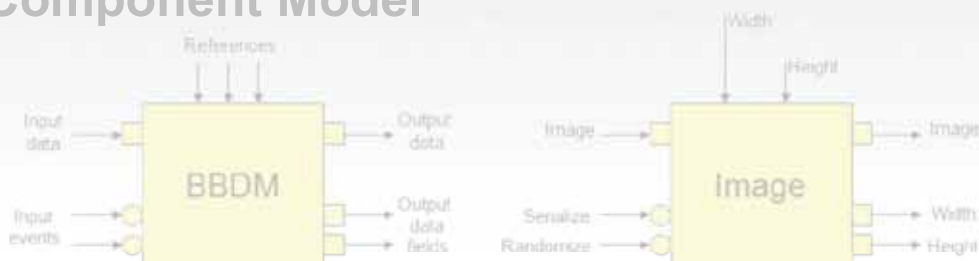 Component Model
References
Input
data
BBDM
Output
data
Input
events
Output
data
fields
Width
Height
Image
Image
Image
Serialize
Randomize
Width
Height